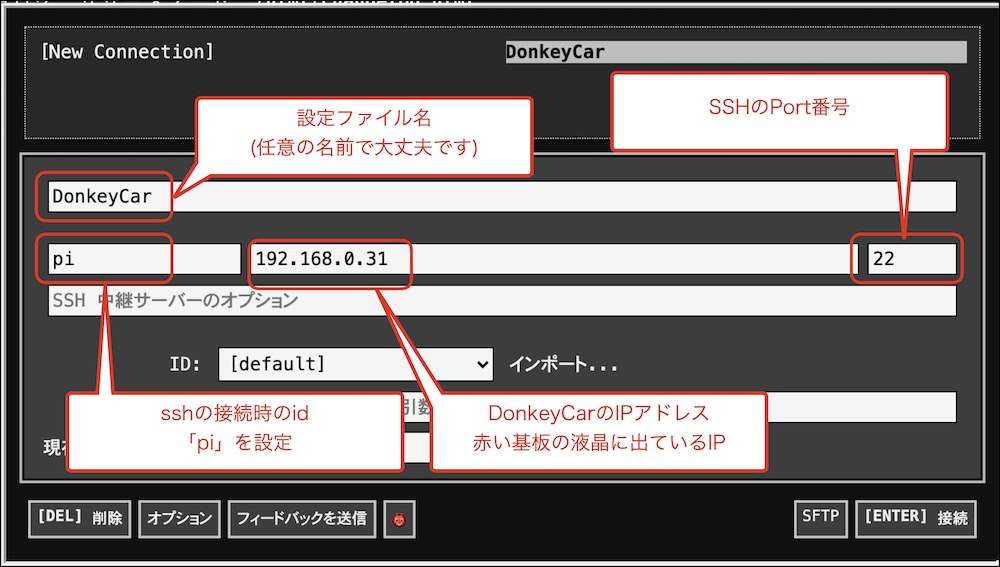 [New Connection]
DonkeyCar
SSHのPort番号
設定ファイル名
(任意の名前で大丈夫です)
DonkeyCar
pi
192.168.0.31
22
SSH 中継サーバーのオプション
ID:
[default]
インポート...
sshの接続時のid
「pi」を設定
引数
DonkeyCarのIPアドレス
赤い基板の液晶に出ているIP
現在
[DEL] 削除
オプション
フィードバックを送信
SFTP
[ENTER] 接続